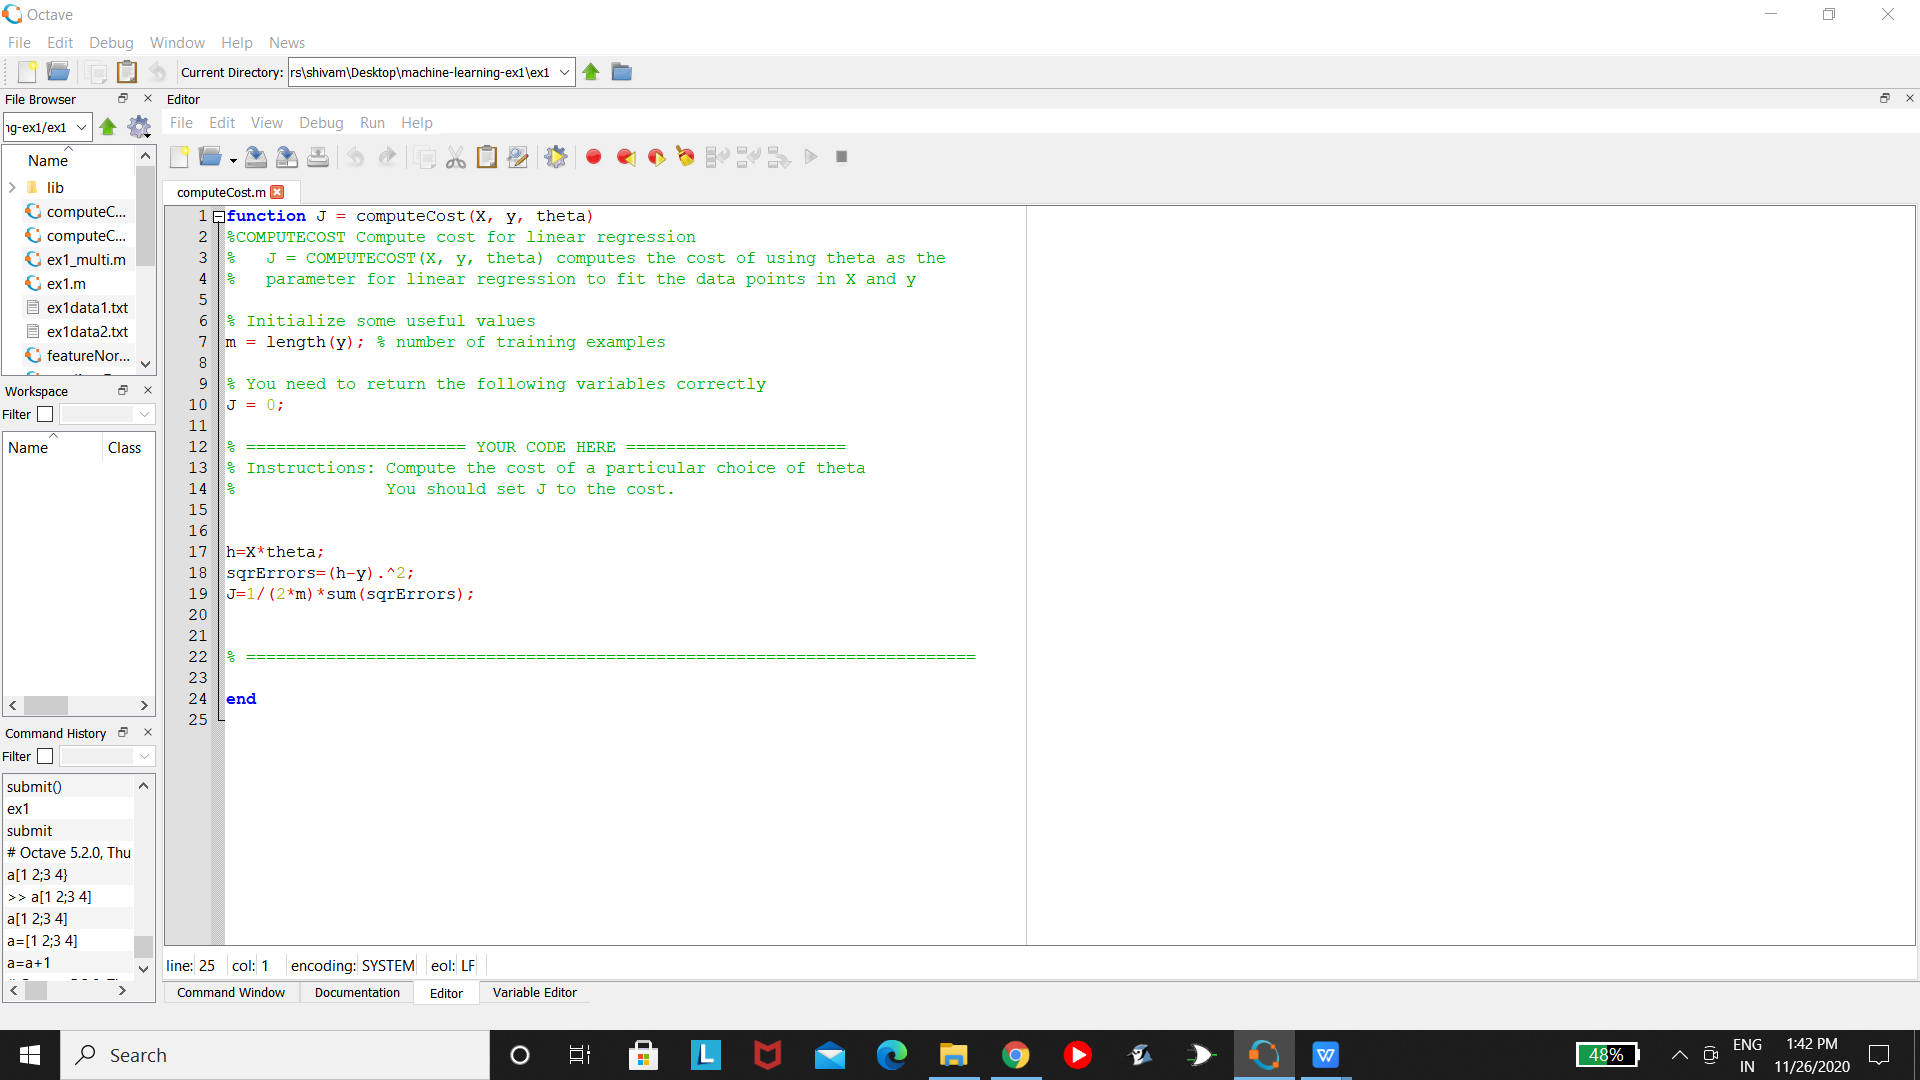 Octave
File Edit Debug Window Help News
Current Directory: rs\shivam\Desktop\machine-learning-ex1\ex1
File Browser
ng-ex1/ex1
Name
lib
computeC...
computeC...
ex1_multi.m
ex1.m
ex1data1.txt
ex1data2.txt
featureNor...
Workspace
Filter
Name Class
Command History
Filter
submit()
ex1
submit
# Octave 5.2.0, Thu
a[1 2;3 4}
>> a[1 2;3 4]
a[1 2;3 4]
a=[1 2;3 4]
a=a+1
Editor
File Edit View Debug Run Help
computeCost.m
1 function J = computeCost(X, y, theta)
2 %COMPUTECOST Compute cost for linear regression
3 %   J = COMPUTECOST(X, y, theta) computes the cost of using theta as the
4 %   parameter for linear regression to fit the data points in X and y
5
6 % Initialize some useful values
7 m = length(y); % number of training examples
8
9 % You need to return the following variables correctly
10 J = 0;
11
12 % ====================== YOUR CODE HERE ======================
13 % Instructions: Compute the cost of a particular choice of theta
14 %               You should set J to the cost.
15
16
17 h=X*theta;
18 sqrErrors=(h-y).^2;
19 J=1/(2*m)*sum(sqrErrors);
20
21
22 % =========================================================================
23
24 end
25
line: 25 col: 1 encoding: SYSTEM eol: LF
Command Window Documentation Editor Variable Editor
Search
48%
ENG
IN
1:42 PM
11/26/2020